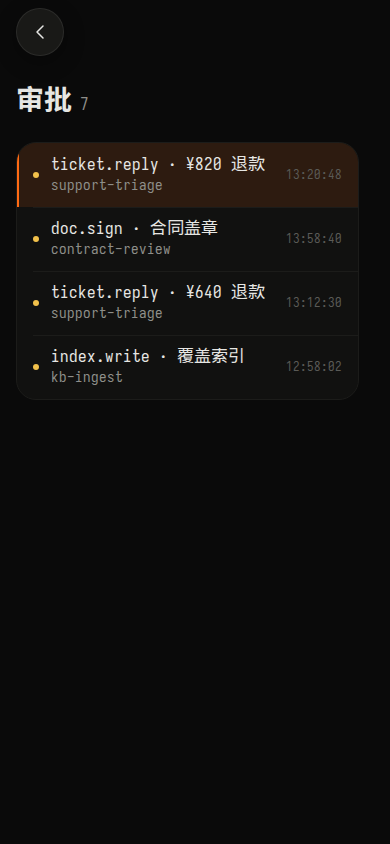 审批 7
ticket.reply · ¥820 退款
support-triage
13:20:48
doc.sign · 合同盖章
contract-review
13:58:40
ticket.reply · ¥640 退款
support-triage
13:12:30
index.write · 覆盖索引
kb-ingest
12:58:02